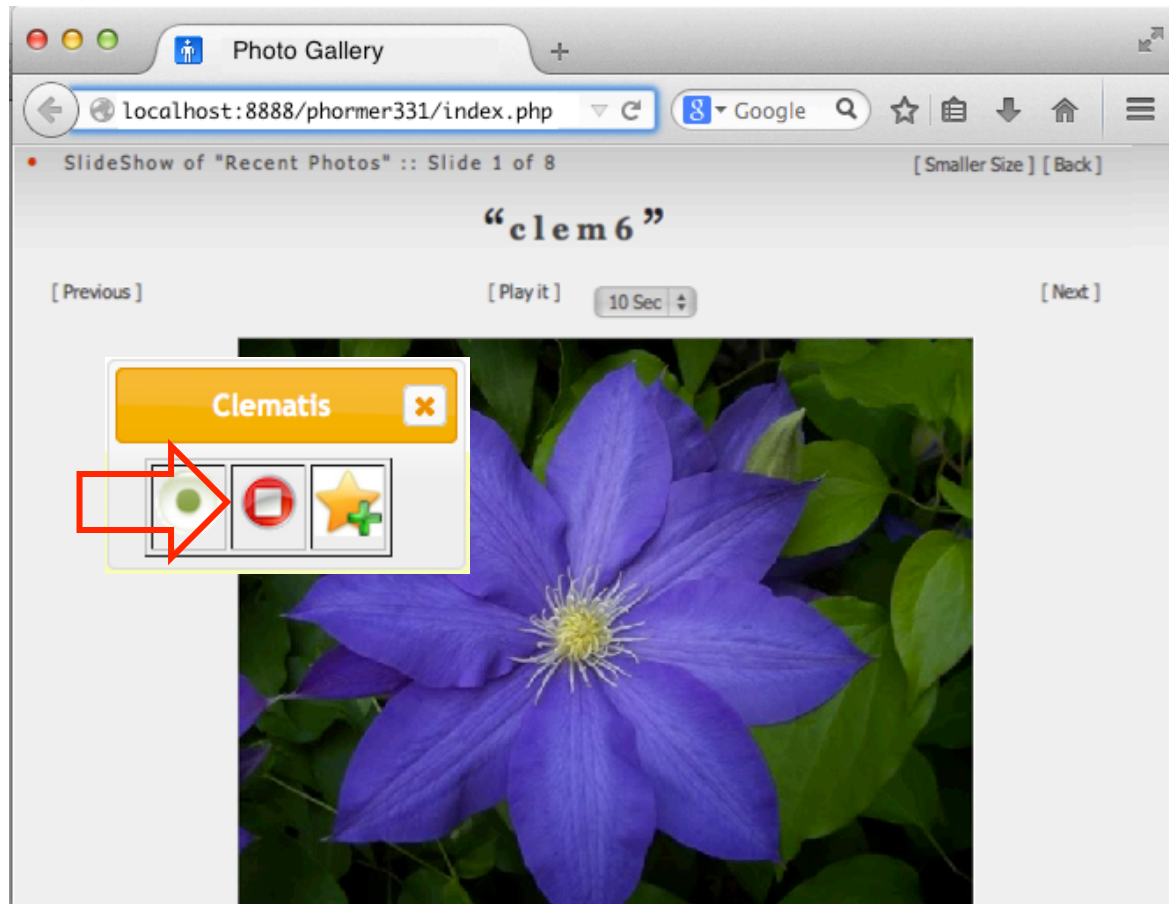 Photo Gallery
localhost:8888/phormer331/index.php
Google
SlideShow of "Recent Photos" :: Slide 1 of 8
[ Smaller Size ] [ Back ]
“clem6”
[ Previous ]
[ Play it ]
10 Sec
[ Next ]
Clematis